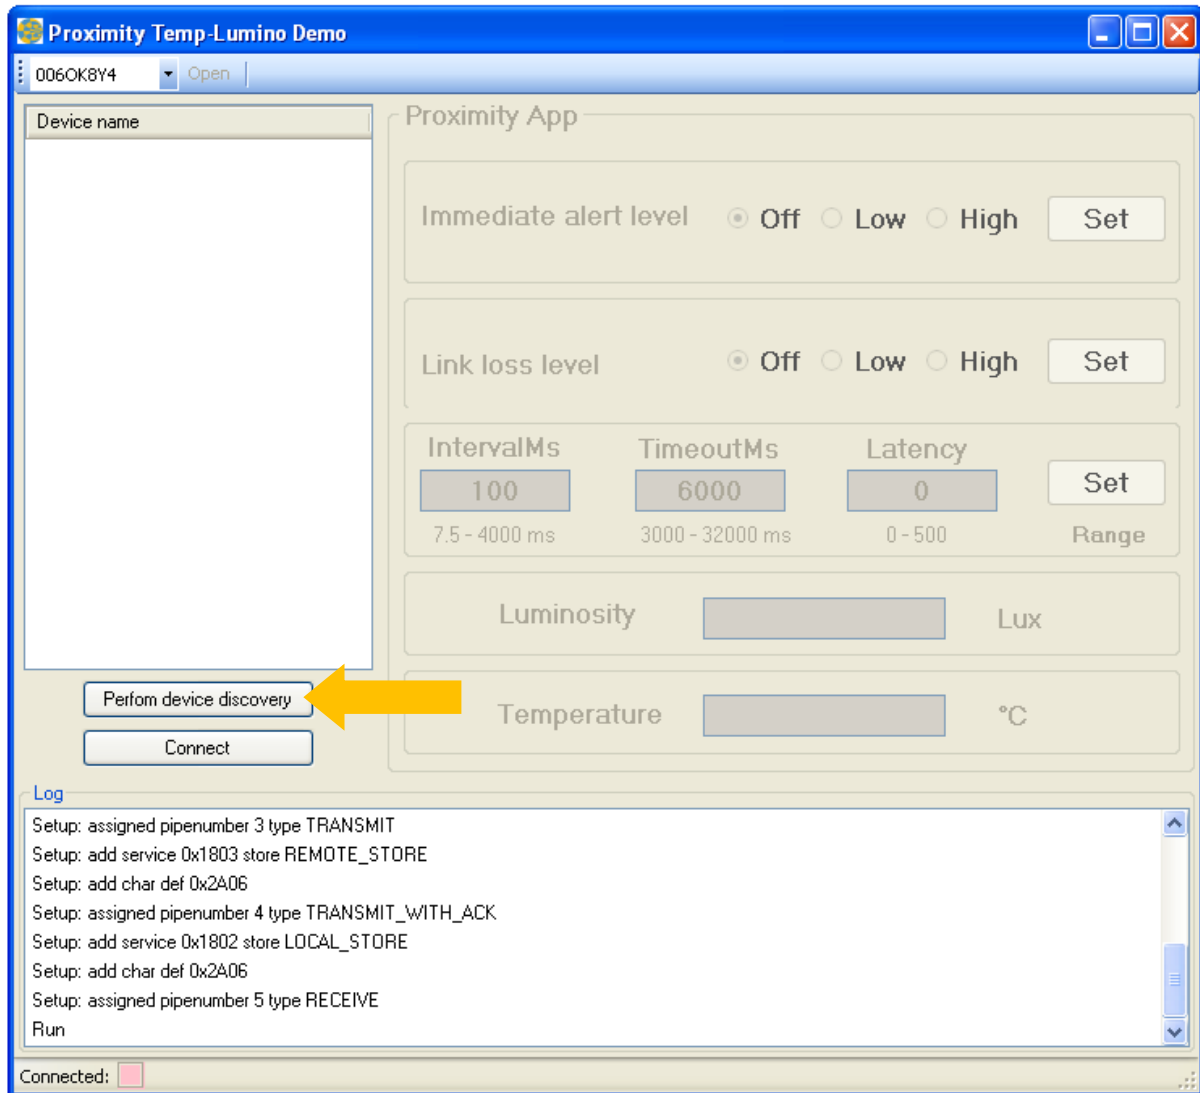 Proximity Temp-Lumino Demo
006OK8Y4 Open
Device name
Proximity App
Immediate alert level Off Low High Set
Link loss level Off Low High Set
IntervalMs TimeoutMs Latency
100 6000 0 Set
7.5 - 4000 ms 3000 - 32000 ms 0 - 500 Range
Luminosity Lux
Temperature °C
Perfom device discovery
Connect
Log
Setup: assigned pipenumber 3 type TRANSMIT
Setup: add service 0x1803 store REMOTE_STORE
Setup: add char def 0x2A06
Setup: assigned pipenumber 4 type TRANSMIT_WITH_ACK
Setup: add service 0x1802 store LOCAL_STORE
Setup: add char def 0x2A06
Setup: assigned pipenumber 5 type RECEIVE
Run
Connected: